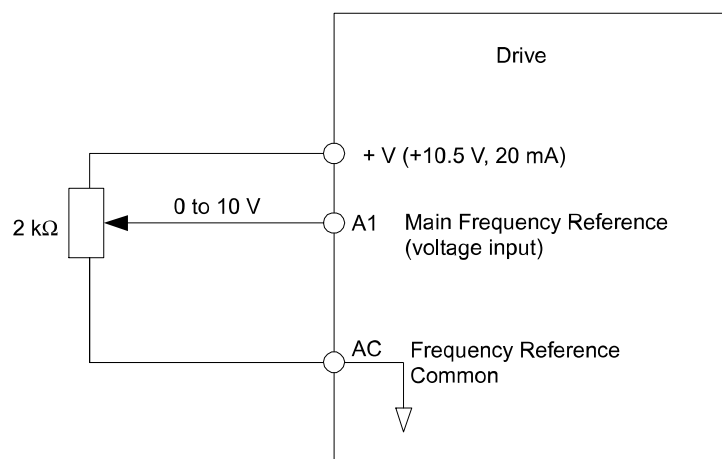 Drive
+ V (+10.5 V, 20 mA)
0 to 10 V
2 kΩ
A1
Main Frequency Reference
(voltage input)
AC
Frequency Reference
Common